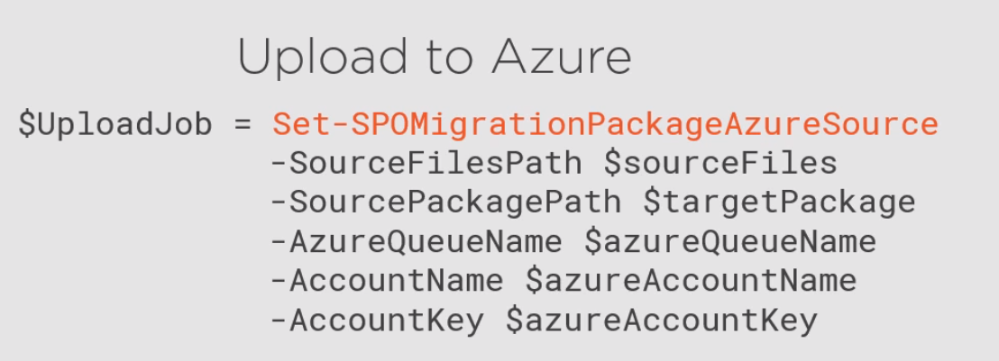 Upload to Azure
$UploadJob = Set-SPOMigrationPackageAzureSource
-SourceFilesPath $sourceFiles
-SourcePackagePath $targetPackage
-AzureQueueName $azureQueueName
-AccountName $azureAccountName
-AccountKey $azureAccountKey